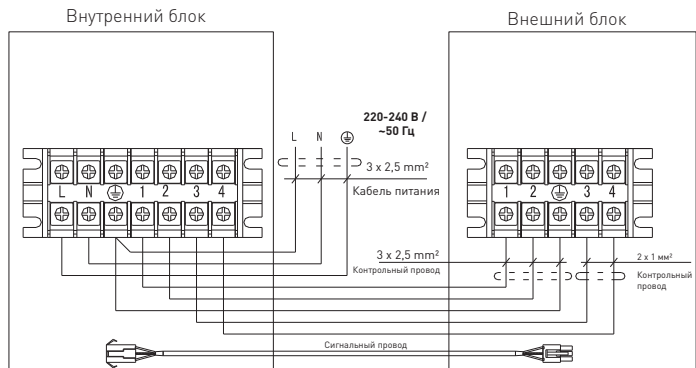 Внутренний блок
Внешний блок
220-240 В /
~50 Гц
L N
3 x 2,5 mm²
Кабель питания
L N 1 2 3 4
1 2 3 4
3 x 2,5 mm²
Контрольный провод
2 x 1 мм²
Контрольный
провод
Сигнальный провод